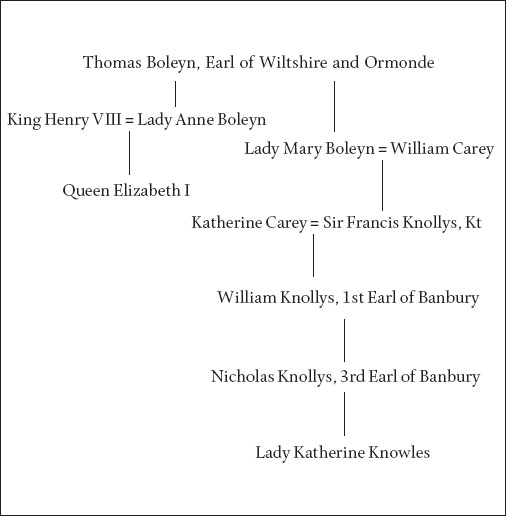 Thomas Boleyn, Earl of Wiltshire and Ormonde
King Henry VIII = Lady Anne Boleyn
Lady Mary Boleyn = William Carey
Queen Elizabeth I
Katherine Carey = Sir Francis Knollys, Kt
William Knollys, 1st Earl of Banbury
Nicholas Knollys, 3rd Earl of Banbury
Lady Katherine Knowles